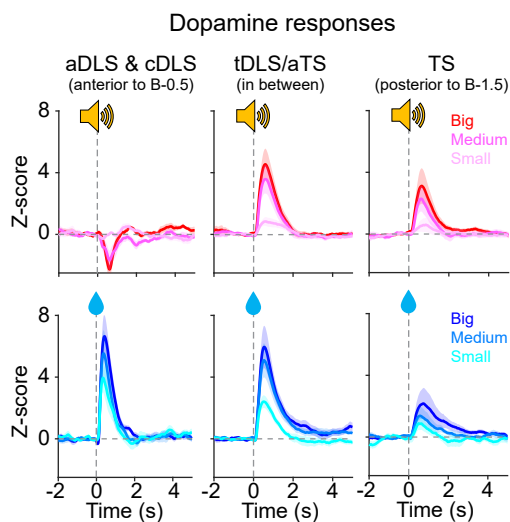 Dopamine responses
aDLS & cDLS
(anterior to B-0.5)
tDLS/aTS
(in between)
TS
(posterior to B-1.5)
8
4
0
Z-score
Big
Medium
Small
8
4
0
Z-score
Big
Medium
Small
-2 0 2 4
Time (s)
-2 0 2 4
Time (s)
-2 0 2 4
Time (s)